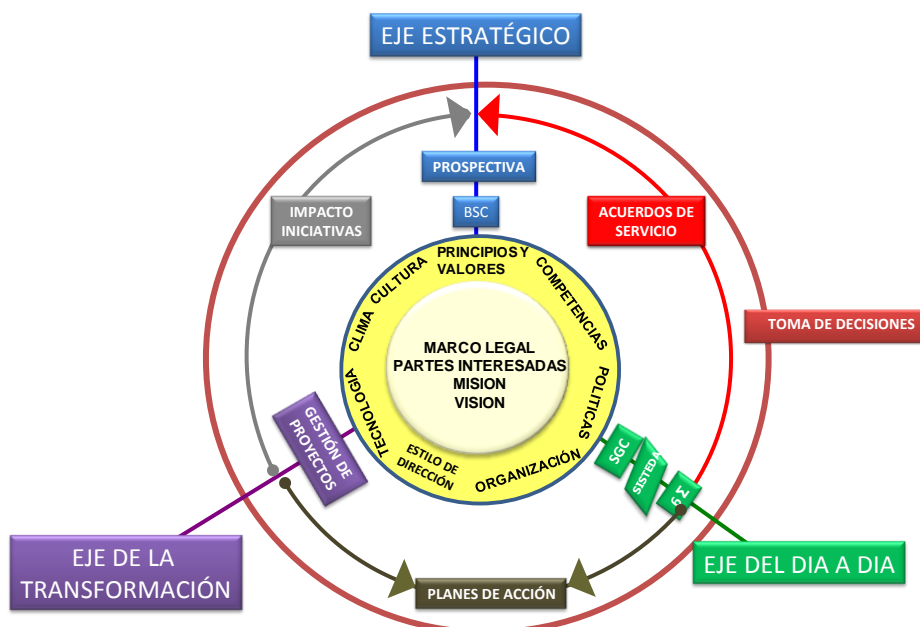 EJE ESTRATÉGICO
PROSPECTIVA
BSC
IMPACTO
INICIATIVAS
ACUERDOS DE
SERVICIO
PRINCIPIOS Y
VALORES
CULTURA
CLIMA
TECNOLOGIA
COMPETENCIAS
POLITICAS
ORGANIZACIÓN
ESTILO DE
DIRECCIÓN
MARCO LEGAL
PARTES INTERESADAS
MISION
VISION
TOMA DE DECISIONES
GESTIÓN DE
PROYECTOS
SGC
SISTEDA
6 Σ
EJE DE LA
TRANSFORMACIÓN
EJE DEL DIA A DIA
PLANES DE ACCIÓN